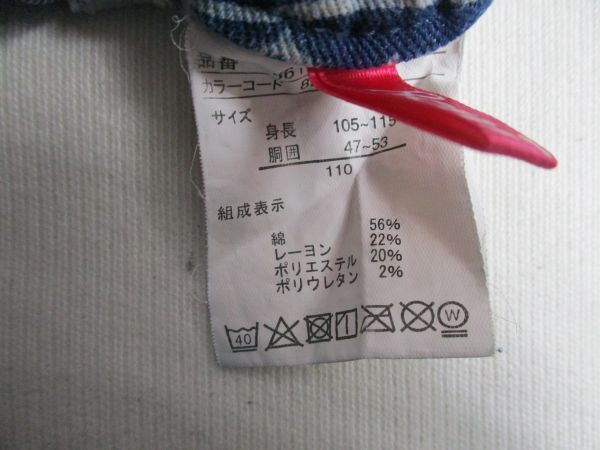 品番
カラーコード
サイズ
身長 105~115
胴囲 47~53
110
組成表示
綿 56%
レーヨン 22%
ポリエステル 20%
ポリウレタン 2%
40 W